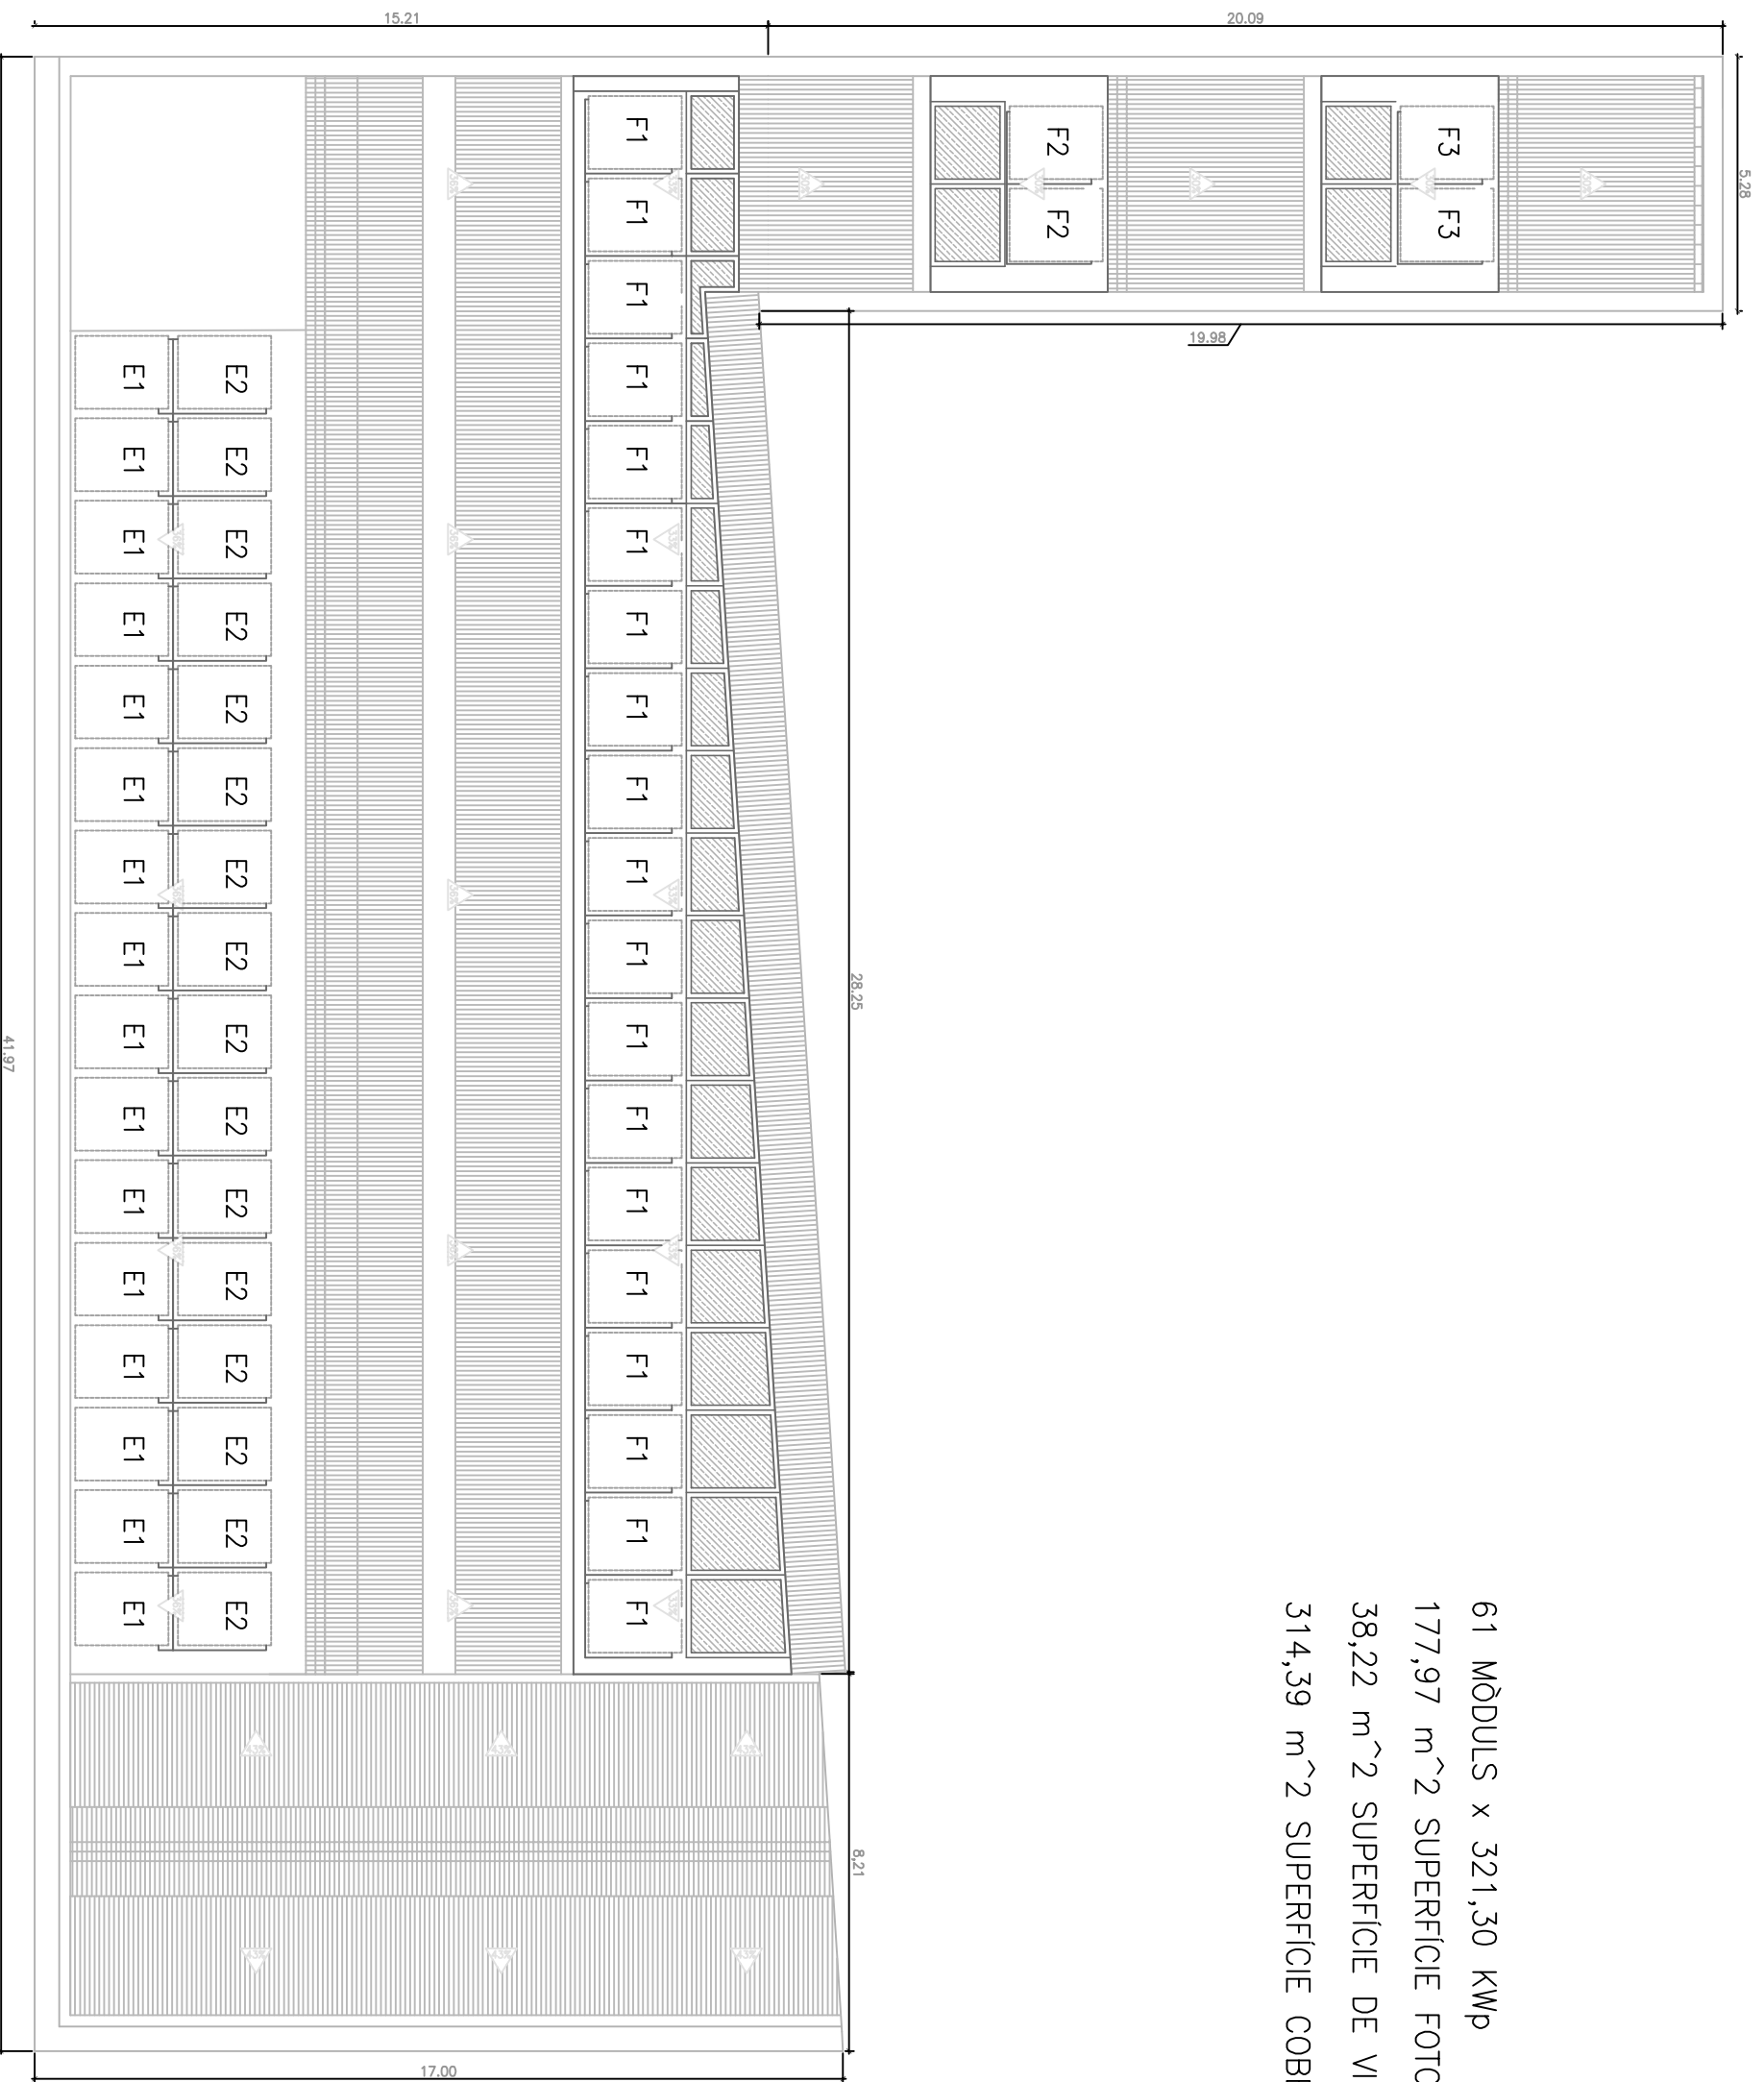 15.21
20.09
5.28
F3 F3
19.98
F2 F2
61 MÒDULS x 321,30 KWp
177,97 m^2 SUPERFÍCIE
38,22 m^2 SUPERFÍCIE DE
314,39 m^2 SUPERFÍCIE
28.25
8.21
F1 F1 F1 F1 F1 F1 F1 F1 F1 F1 F1 F1 F1 F1 F1 F1 F1 F1 F1
E2 E2 E2 E2 E2 E2 E2 E2 E2 E2 E2 E2 E2 E2 E2 E2
E1 E1 E1 E1 E1 E1 E1 E1 E1 E1 E1 E1 E1 E1 E1 E1
41.97
17.00